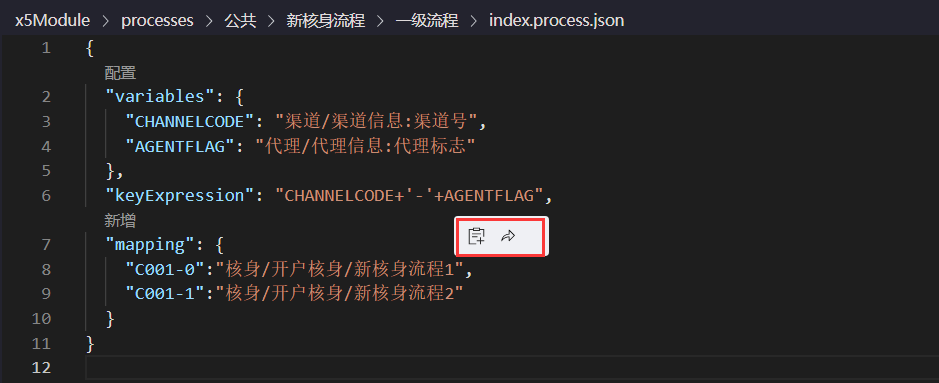 x5Module > processes > 公共 > 新核身流程 > 一级流程 > index.process.json
1 {
配置
2 "variables": {
3 "CHANNELCODE": "渠道/渠道信息:渠道号",
4 "AGENTFLAG": "代理/代理信息:代理标志"
5 },
6 "keyExpression": "CHANNELCODE+'-'+AGENTFLAG",
新增
7 "mapping": {
8 "C001-0":"核身/开户核身/新核身流程1",
9 "C001-1":"核身/开户核身/新核身流程2"
10 }
11 }
12